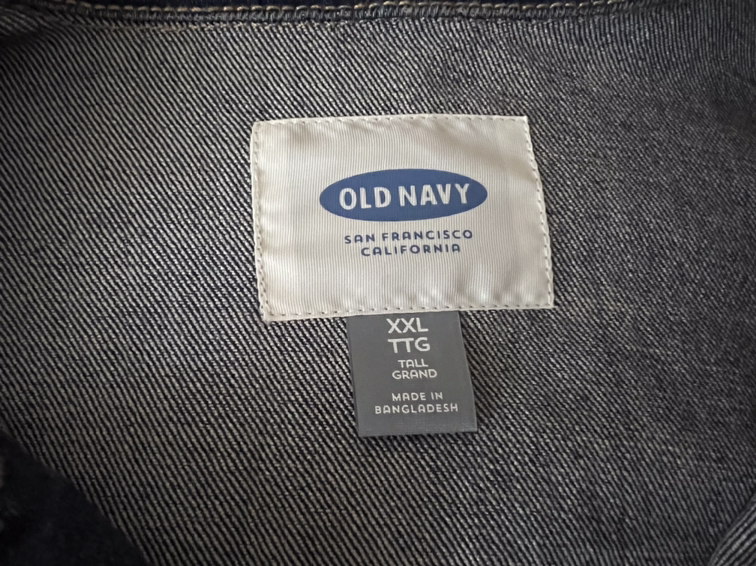 OLD NAVY
SAN FRANCISCO
CALIFORNIA
XXL
TTG
TALL
GRAND
MADE IN
BANGLADESH